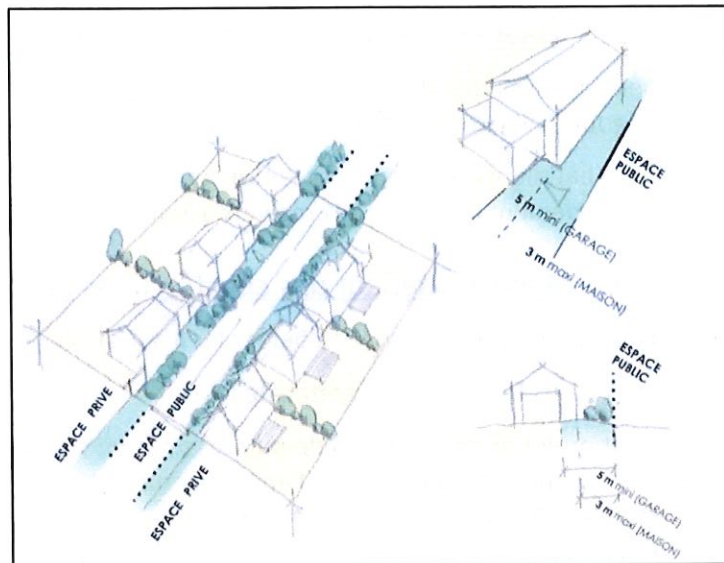 ESPACE PRIVE
ESPACE PUBLIC
ESPACE PRIVE
ESPACE
PUBLIC
5 m mini (GARAGE)
3 m maxi (MAISON)
ESPACE
PUBLIC
5 m mini (GARAGE)
3 m maxi (MAISON)